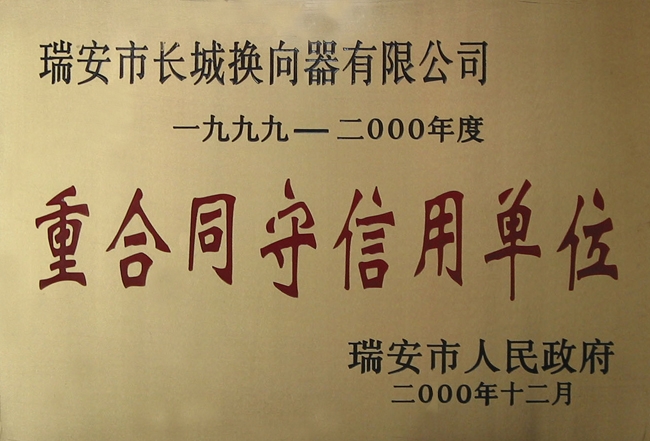 瑞安市长城换向器有限公司
一九九九—二000年度
重合同守信用单位
瑞安市人民政府
二000年十二月